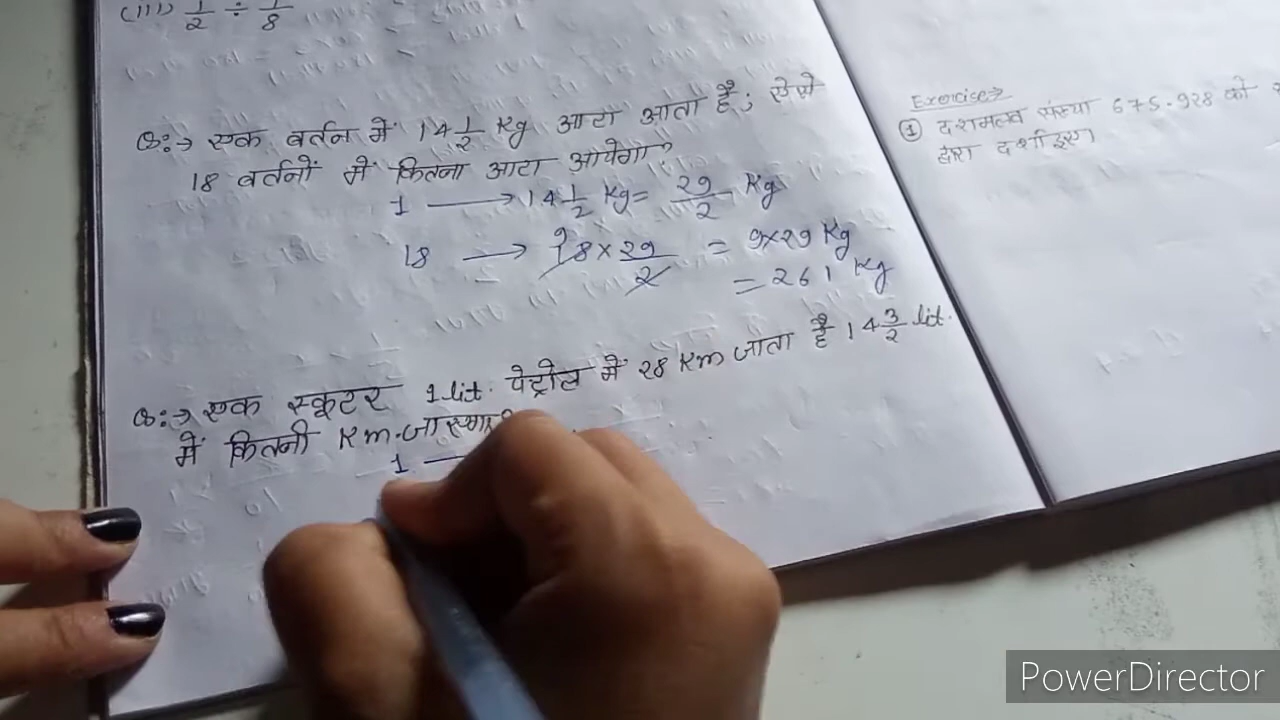 (iii) 1/2 ÷ 1/8
Q:→ एक बर्तन में 14 1/2 Kg आटा आता है; ऐसे
18 बर्तनों में कितना आटा आयेगा?
1 → 14 1/2 Kg = 29/2 Kg
18 → 9 18 × 29/2 = 9×29 Kg
= 261 Kg
Q:→ एक स्कूटर 1 lit. पेट्रोल में 28 Km जाता है 14 3/2 lit.
में कितनी Km.
1
Exercise→
① दशमलव संख्या 675.928 को
द्वारा दर्शाइए।
PowerDirector